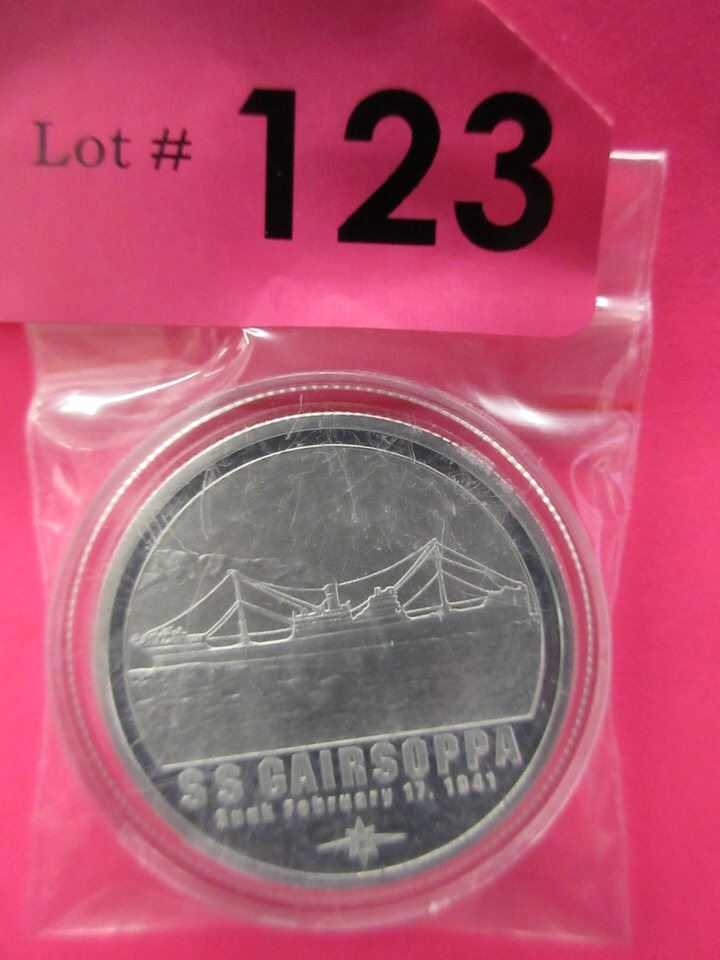 Lot # 123
SS GAIRSOPPA
Sunk February 17, 1941